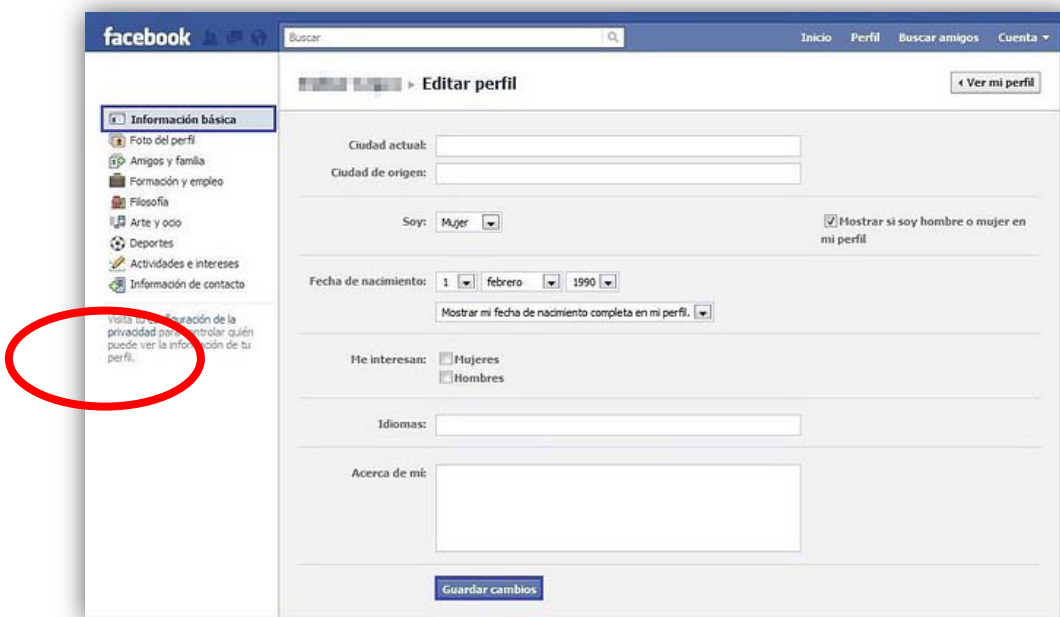 facebook
Buscar
Inicio Perfil Buscar amigos Cuenta
Editar perfil
Ver mi perfil
Información básica
Foto del perfil
Amigos y familia
Formación y empleo
Filosofía
Arte y ocio
Deportes
Actividades e intereses
Información de contacto
Visita tu configuración de la
privacidad para controlar quién
puede ver la información de tu
perfil.
Ciudad actual:
Ciudad de origen:
Soy: Mujer
Mostrar si soy hombre o mujer en
mi perfil
Fecha de nacimiento: 1 febrero 1990
Mostrar mi fecha de nacimiento completa en mi perfil.
Me interesan: Mujeres
Hombres
Idiomas:
Acerca de mí:
Guardar cambios